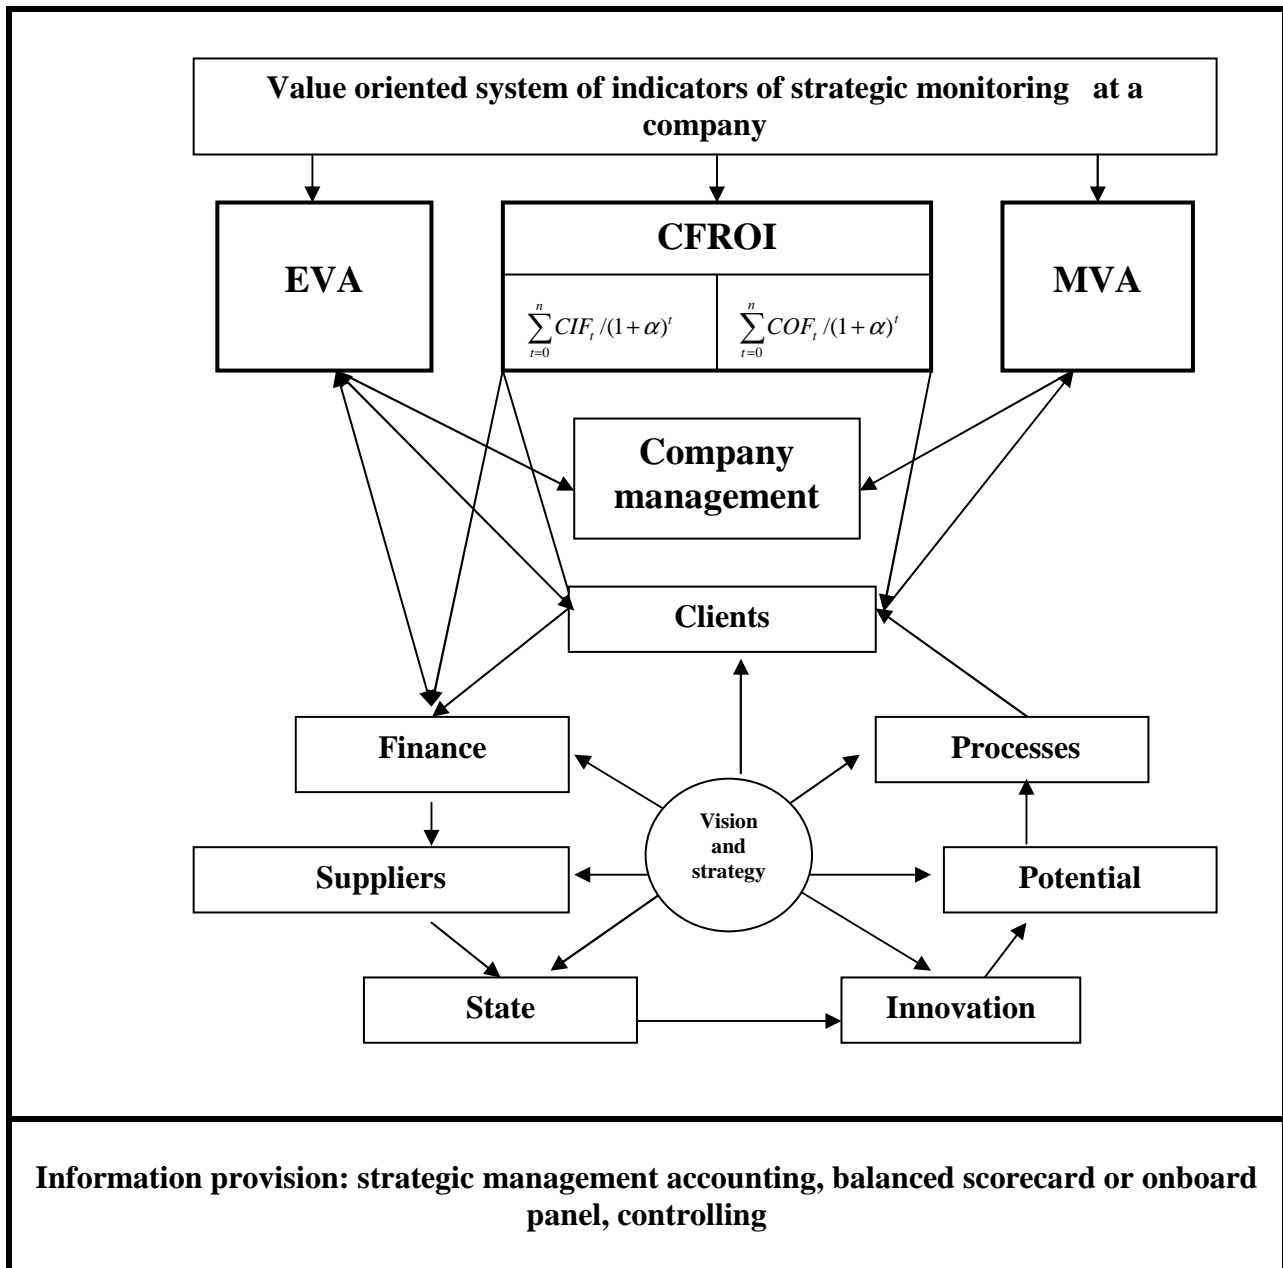 Value oriented system of indicators of strategic monitoring at a
company
EVA
CFROI
MVA
\sum_{t=0}^{n} CIF_t /(1+α)^t
\sum_{t=0}^{n} COF_t /(1+α)^t
Company
management
Clients
Finance
Processes
Vision
and
strategy
Suppliers
Potential
State
Innovation
Information provision: strategic management accounting, balanced scorecard or onboard
panel, controlling